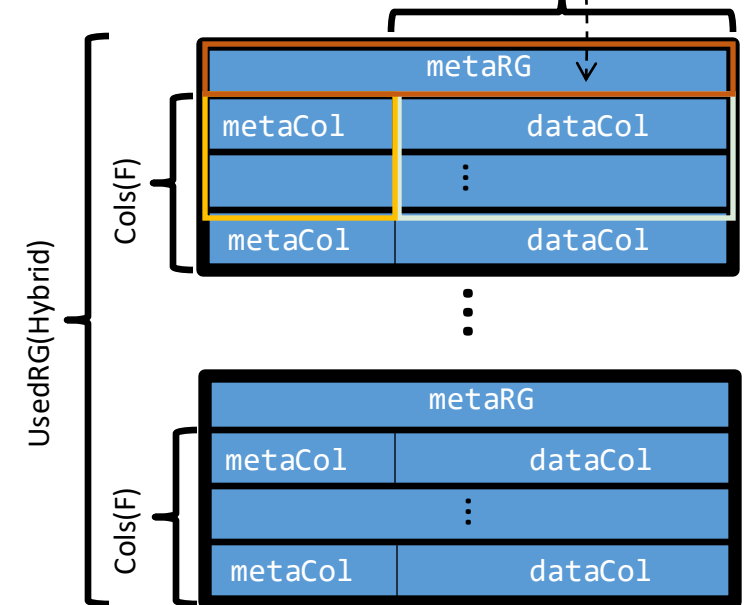 metaRG
metaCol dataCol
⋮
metaCol dataCol
Cols(F)
⋮
UsedRG(Hybrid)
metaRG
metaCol dataCol
⋮
metaCol dataCol
Cols(F)